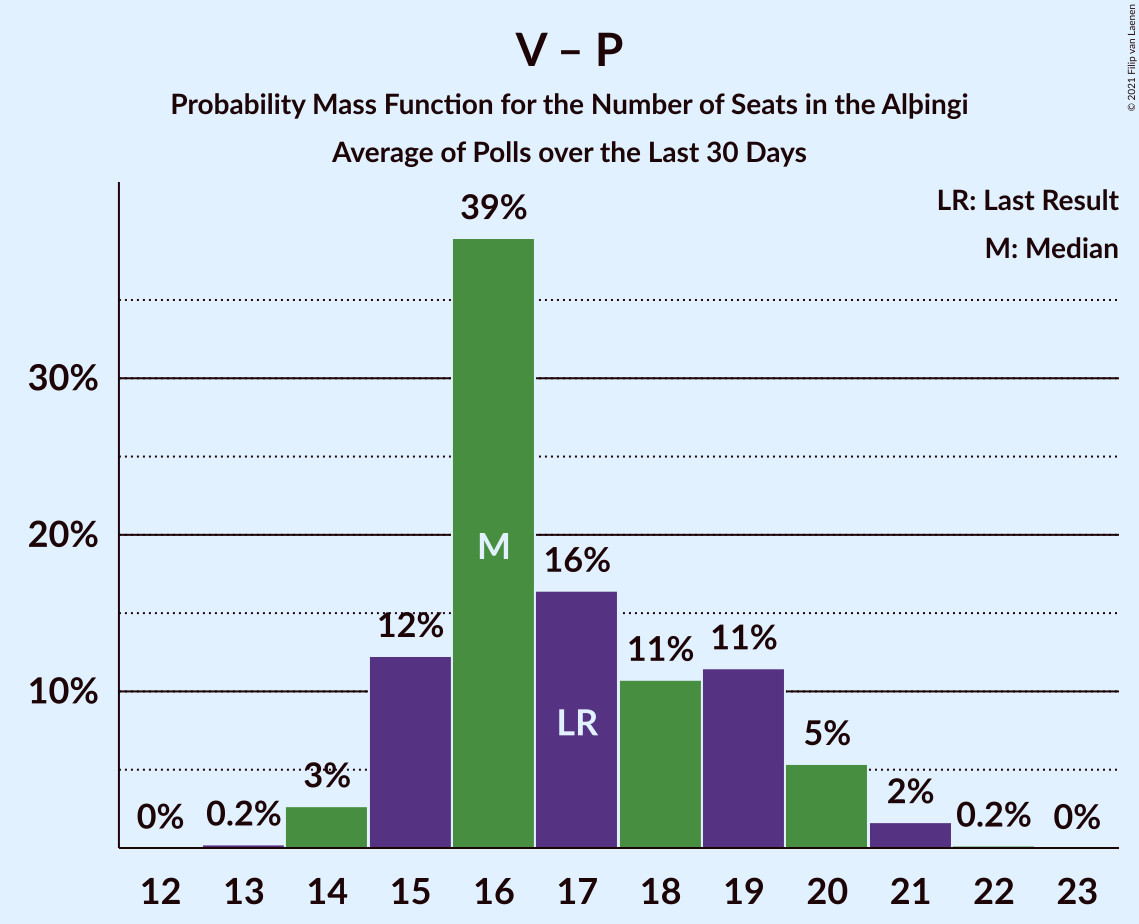 V – P
Probability Mass Function for the Number of Seats in the Alþingi
Average of Polls over the Last 30 Days
© 2021 Filip van Laenen
LR: Last Result
M: Median
30%
20%
10%
0%
0.2%
3%
12%
39%
16%
11%
11%
5%
2%
0.2%
0%
M
LR
12 13 14 15 16 17 18 19 20 21 22 23